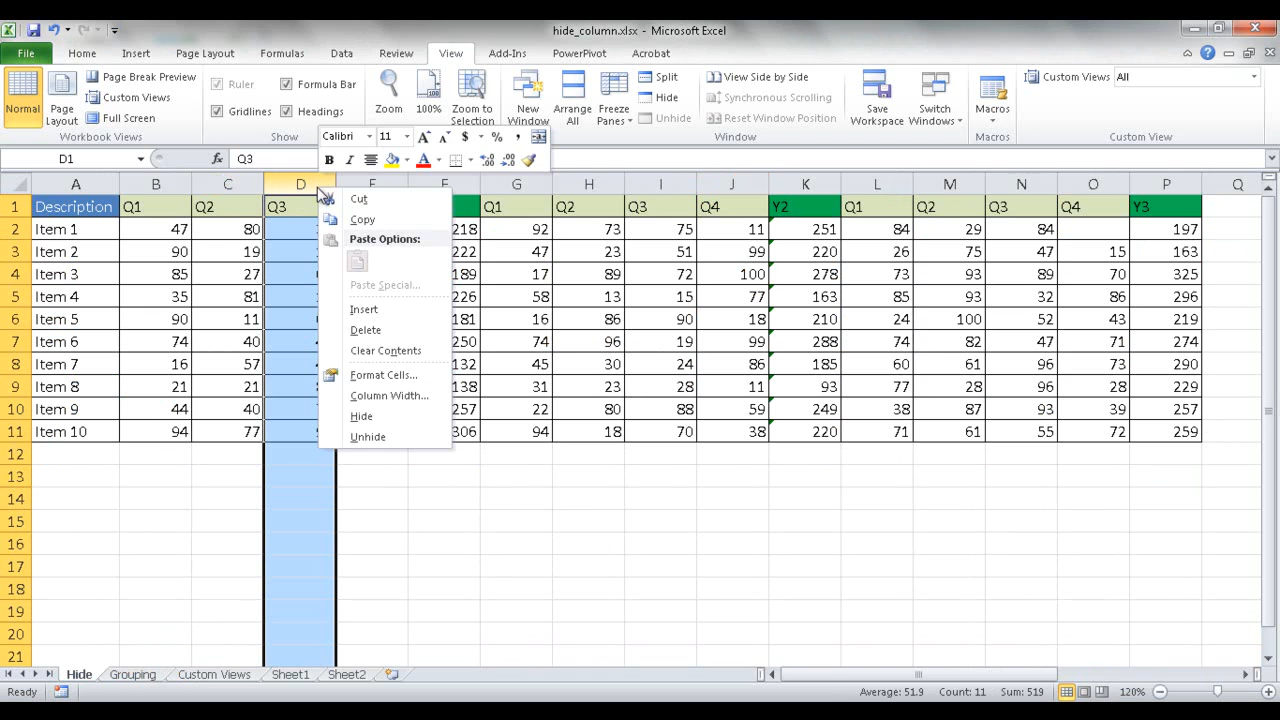 hide_column.xlsx - Microsoft Excel
File Home Insert Page Layout Formulas Data Review View Add-Ins PowerPivot Acrobat
Normal
Page Layout
Page Break Preview
Custom Views
Full Screen
Workbook Views
Ruler
Formula Bar
Gridlines
Headings
Show
Zoom
100%
Zoom to Selection
New Window
Arrange All
Freeze Panes
Split
Hide
Unhide
View Side by Side
Synchronous Scrolling
Reset Window Position
Window
Save Workspace
Switch Windows
Macros
Macros
Custom Views All
Custom View
Calibri 11 $ % ,
B I A
D1 fx Q3
A B C D E F G H I J K L M N O P Q
1 Description Q1 Q2 Q3 Q1 Q2 Q3 Q4 Y2 Q1 Q2 Q3 Q4 Y3
2 Item 1 47 80 218 92 73 75 11 251 84 29 84 197
3 Item 2 90 19 222 47 23 51 99 220 26 75 47 15 163
4 Item 3 85 27 189 17 89 72 100 278 73 93 89 70 325
5 Item 4 35 81 226 58 13 15 77 163 85 93 32 86 296
6 Item 5 90 11 181 16 86 90 18 210 24 100 52 43 219
7 Item 6 74 40 250 74 96 19 99 288 74 82 47 71 274
8 Item 7 16 57 132 45 30 24 86 185 60 61 96 73 290
9 Item 8 21 21 138 31 23 28 11 93 77 28 96 28 229
10 Item 9 44 40 257 22 80 88 59 249 38 87 93 39 257
11 Item 10 94 77 306 94 18 70 38 220 71 61 55 72 259
12
13
14
15
16
17
18
19
20
21
Cut
Copy
Paste Options:
Paste Special...
Insert
Delete
Clear Contents
Format Cells...
Column Width...
Hide
Unhide
Hide Grouping Custom Views Sheet1 Sheet2
Ready Average: 51.9 Count: 11 Sum: 519 120%